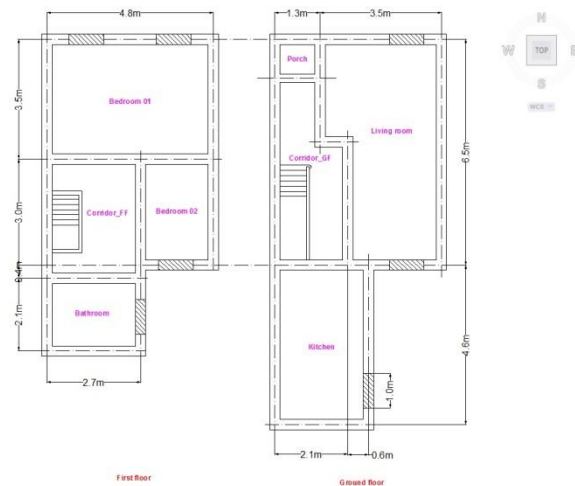 4.8m
1.3m
3.5m
N
W
TOP
E
S
WCS
Porch
3.5m
Bedroom 01
Living room
6.5m
Corridor_GF
3.0m
Corridor_FF
Bedroom 02
0.4m
2.1m
Bathroom
Kitchen
4.6m
1.0m
2.7m
2.1m
0.6m
First floor
Ground floor